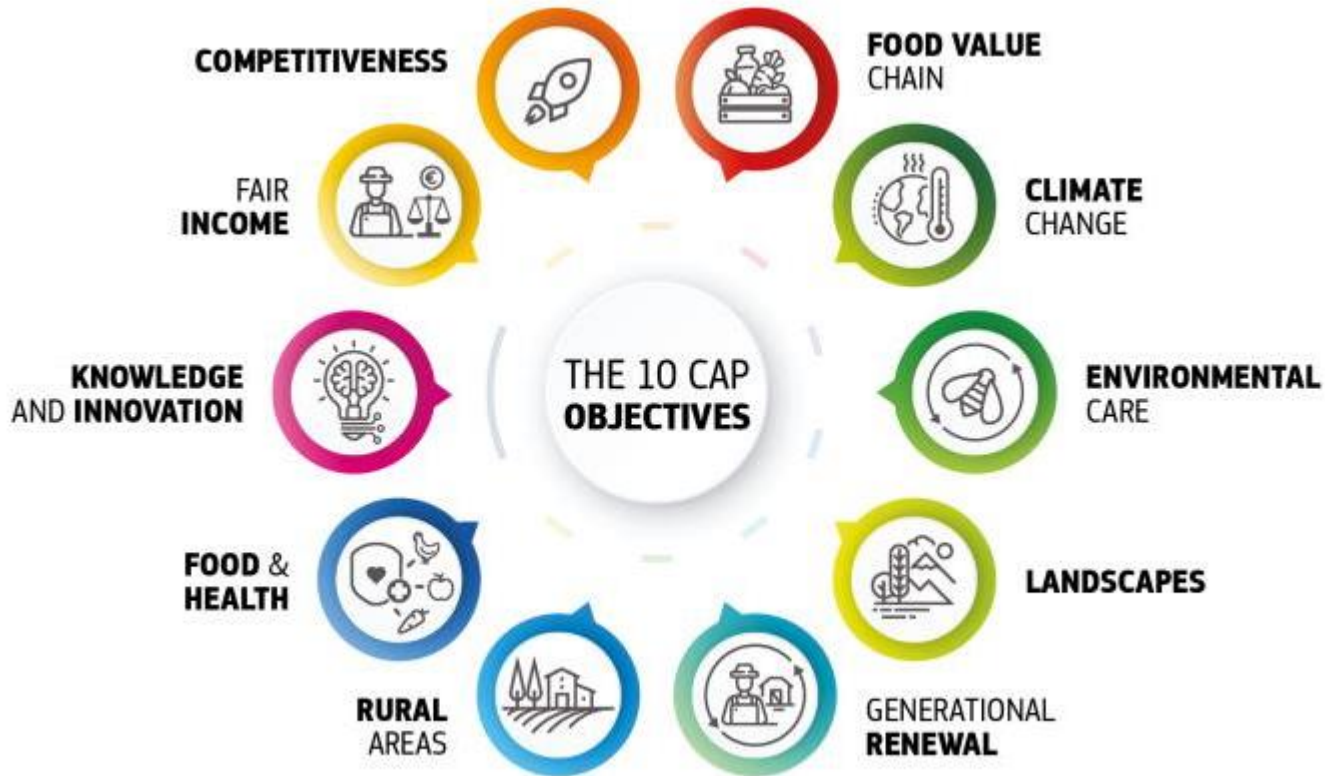 COMPETITIVENESS
FOOD VALUE
CHAIN
FAIR
INCOME
CLIMATE
CHANGE
THE 10 CAP
OBJECTIVES
KNOWLEDGE
AND INNOVATION
ENVIRONMENTAL
CARE
FOOD &
HEALTH
LANDSCAPES
RURAL
AREAS
GENERATIONAL
RENEWAL